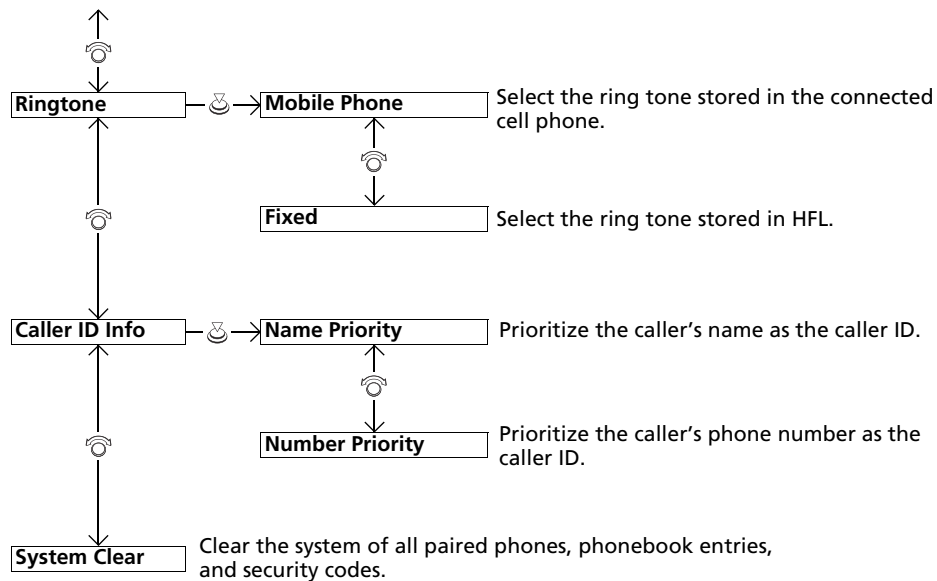 Ringtone
Mobile Phone
Select the ring tone stored in the connected
cell phone.
Fixed
Select the ring tone stored in HFL.
Caller ID Info
Name Priority
Prioritize the caller's name as the caller ID.
Number Priority
Prioritize the caller's phone number as the
caller ID.
System Clear
Clear the system of all paired phones, phonebook entries,
and security codes.